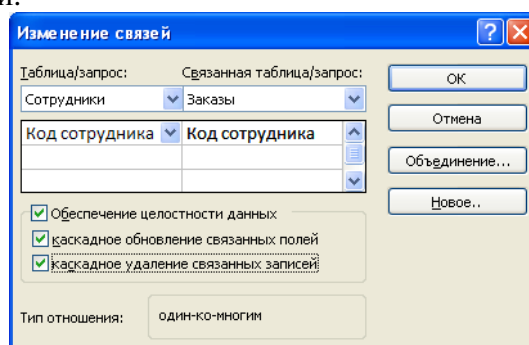 и.
Изменение связей
Таблица/запрос: Связанная таблица/запрос:
Сотрудники Заказы
Код сотрудника Код сотрудника
Обеспечение целостности данных
каскадное обновление связанных полей
каскадное удаление связанных записей
Тип отношения: один-ко-многим
ОК
Отмена
Объединение...
Новое..